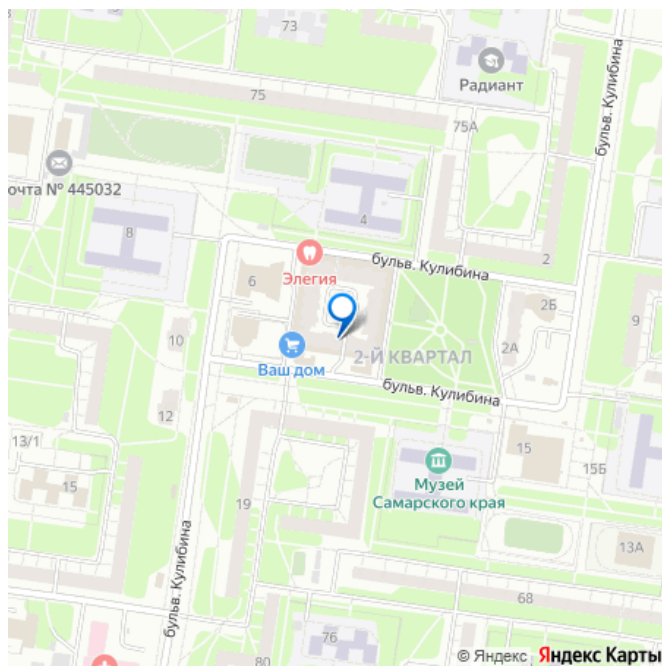 73
Радиант
бульв. Кулибина
75
75А
очта № 445032
4
8
2
бульв. Кулибина
Элегия
6
2Б
9
10
2А
Ваш дом
2-Й КВАРТАЛ
бульв. Кулибина
12
13/1
15
15
15Б
Музей
Самарского края
19
13А
бульв. Кулибина
68
76
80
© Яндекс Яндекс Карты